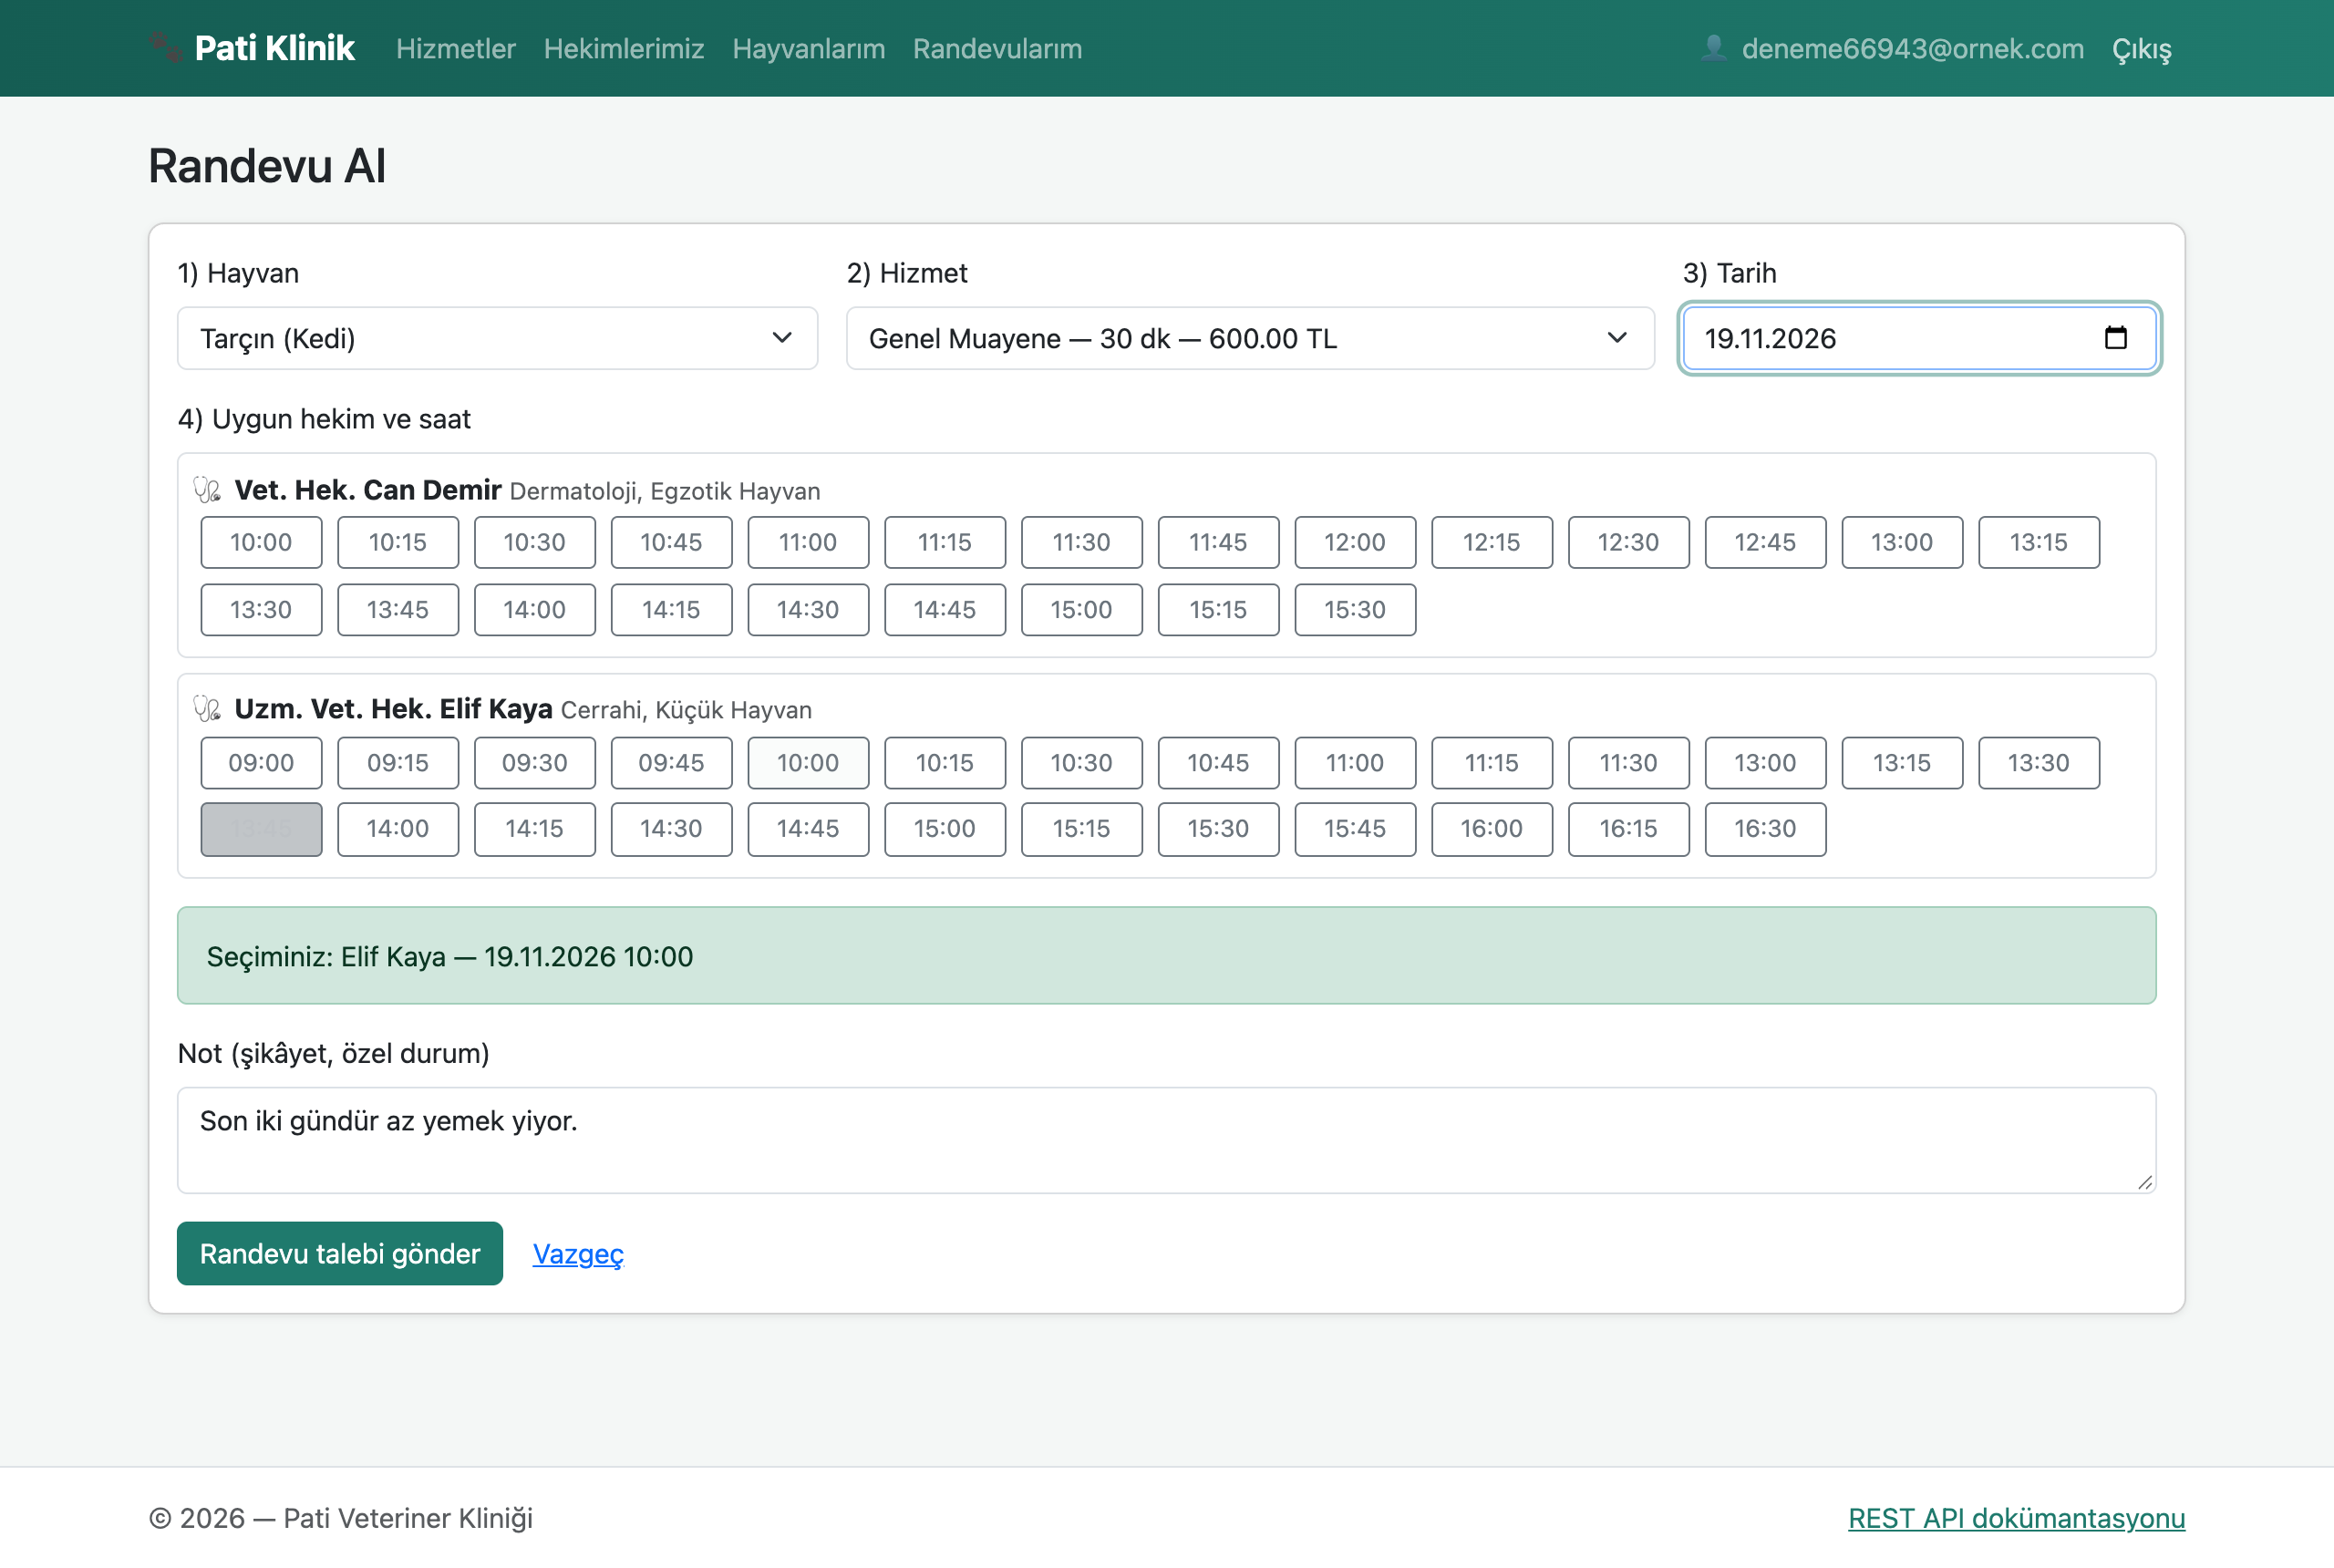 Pati Klinik Hizmetler Hekimlerimiz Hayvanlarım Randevularım deneme66943@ornek.com Çıkış
Randevu Al
1) Hayvan 2) Hizmet 3) Tarih
Tarçın (Kedi) Genel Muayene — 30 dk — 600.00 TL 19.11.2026
4) Uygun hekim ve saat
Vet. Hek. Can Demir Dermatoloji, Egzotik Hayvan
10:00 10:15 10:30 10:45 11:00 11:15 11:30 11:45 12:00 12:15 12:30 12:45 13:00 13:15
13:30 13:45 14:00 14:15 14:30 14:45 15:00 15:15 15:30
Uzm. Vet. Hek. Elif Kaya Cerrahi, Küçük Hayvan
09:00 09:15 09:30 09:45 10:00 10:15 10:30 10:45 11:00 11:15 11:30 13:00 13:15 13:30
13:45 14:00 14:15 14:30 14:45 15:00 15:15 15:30 15:45 16:00 16:15 16:30
Seçiminiz: Elif Kaya — 19.11.2026 10:00
Not (şikâyet, özel durum)
Son iki gündür az yemek yiyor.
Randevu talebi gönder Vazgeç
© 2026 — Pati Veteriner Kliniği REST API dokümantasyonu